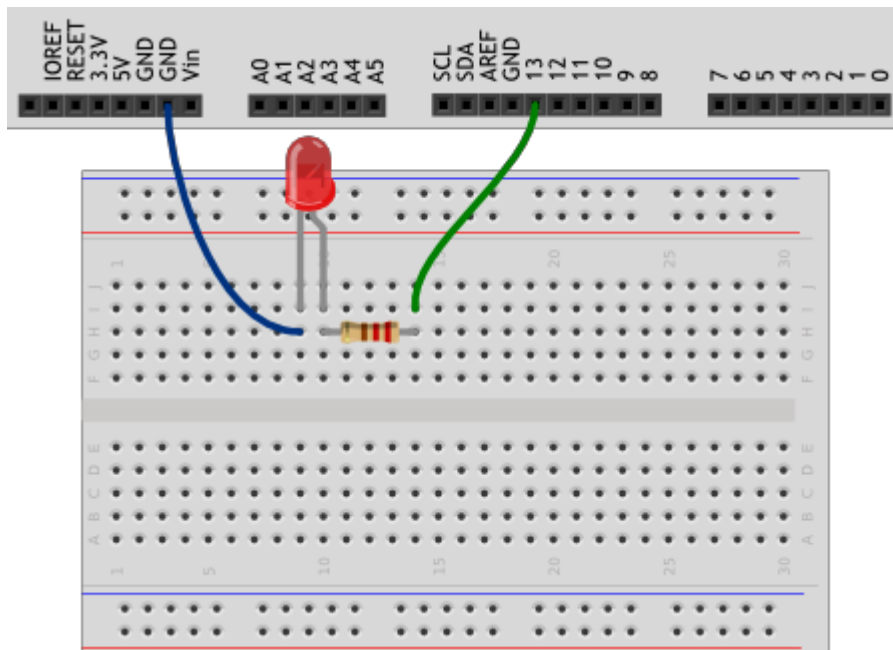 IOREF
RESET
3.3V
5V
GND
GND
Vin
A0
A1
A2
A3
A4
A5
SCL
SDA
AREF
GND
13
12
11
10
9
8
7
6
5
4
3
2
1
0
1
15
20
25
30
J
J
I
I
H
H
G
G
F
F
E
E
D
D
C
C
B
B
A
A
1
5
10
15
20
25
30